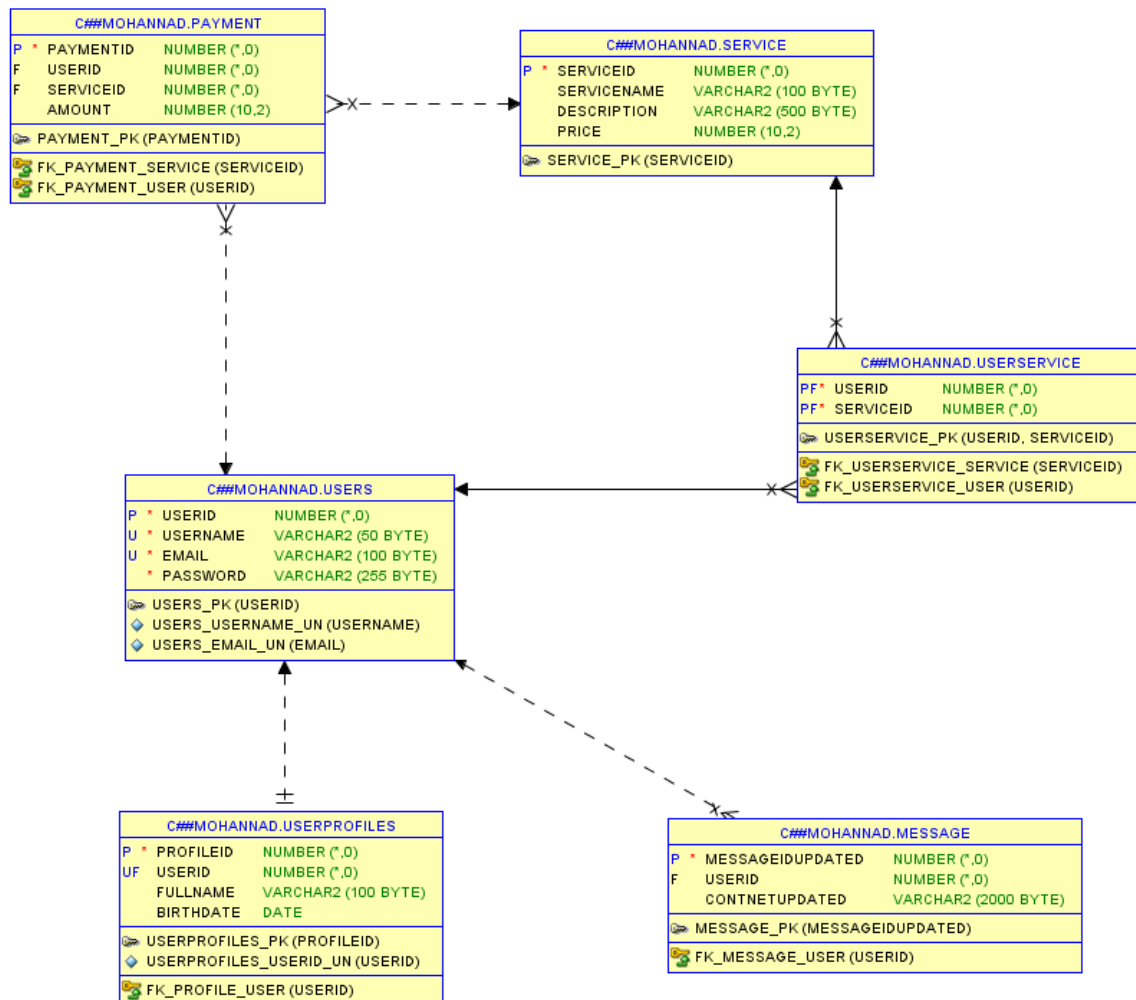 C##MOHANNAD.PAYMENT
P * PAYMENTID NUMBER (*,0)
F USERID NUMBER (*,0)
F SERVICEID NUMBER (*,0)
AMOUNT NUMBER (10,2)
PAYMENT_PK (PAYMENTID)
FK_PAYMENT_SERVICE (SERVICEID)
FK_PAYMENT_USER (USERID)
C##MOHANNAD.SERVICE
P * SERVICEID NUMBER (*,0)
SERVICENAME VARCHAR2 (100 BYTE)
DESCRIPTION VARCHAR2 (500 BYTE)
PRICE NUMBER (10,2)
SERVICE_PK (SERVICEID)
C##MOHANNAD.USERSERVICE
PF* USERID NUMBER (*,0)
PF* SERVICEID NUMBER (*,0)
USERSERVICE_PK (USERID, SERVICEID)
FK_USERSERVICE_SERVICE (SERVICEID)
FK_USERSERVICE_USER (USERID)
C##MOHANNAD.USERS
P * USERID NUMBER (*,0)
U * USERNAME VARCHAR2 (50 BYTE)
U * EMAIL VARCHAR2 (100 BYTE)
* PASSWORD VARCHAR2 (255 BYTE)
USERS_PK (USERID)
USERS_USERNAME_UN (USERNAME)
USERS_EMAIL_UN (EMAIL)
C##MOHANNAD.USERPROFILES
P * PROFILEID NUMBER (*,0)
UF USERID NUMBER (*,0)
FULLNAME VARCHAR2 (100 BYTE)
BIRTHDATE DATE
USERPROFILES_PK (PROFILEID)
USERPROFILES_USERID_UN (USERID)
FK_PROFILE_USER (USERID)
C##MOHANNAD.MESSAGE
P * MESSAGEIDUPDATED NUMBER (*,0)
F USERID NUMBER (*,0)
CONTNETUPDATED VARCHAR2 (2000 BYTE)
MESSAGE_PK (MESSAGEIDUPDATED)
FK_MESSAGE_USER (USERID)